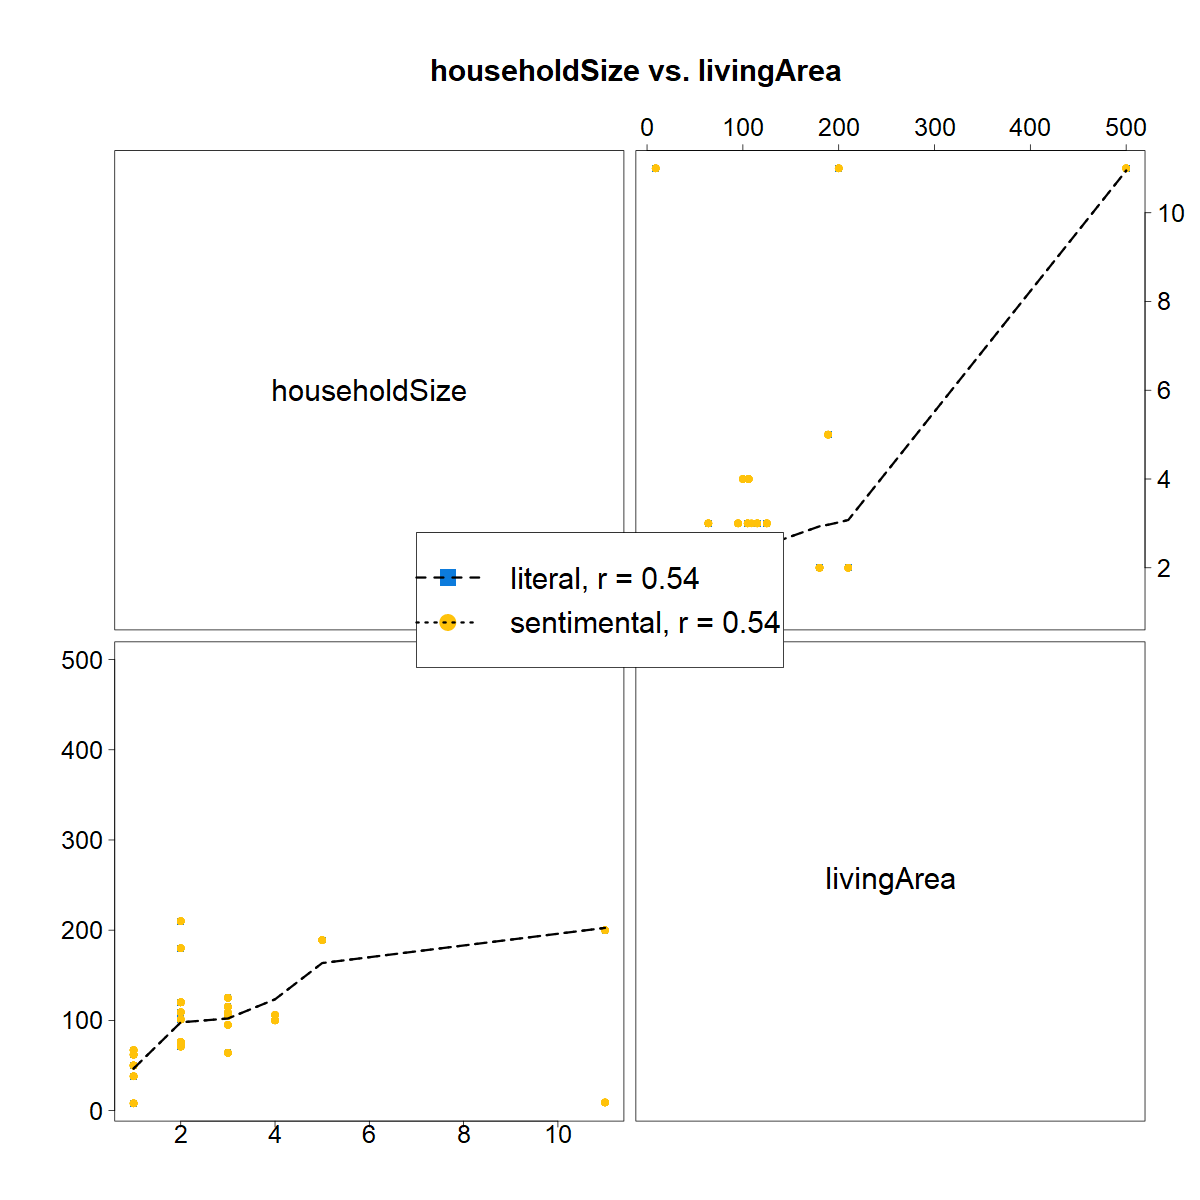 householdSize vs. livingArea
0 100 200 300 400 500
householdSize
10
8
6
4
2
literal, r = 0.54
sentimental, r = 0.54
500
400
300
200
100
0
livingArea
2 4 6 8 10